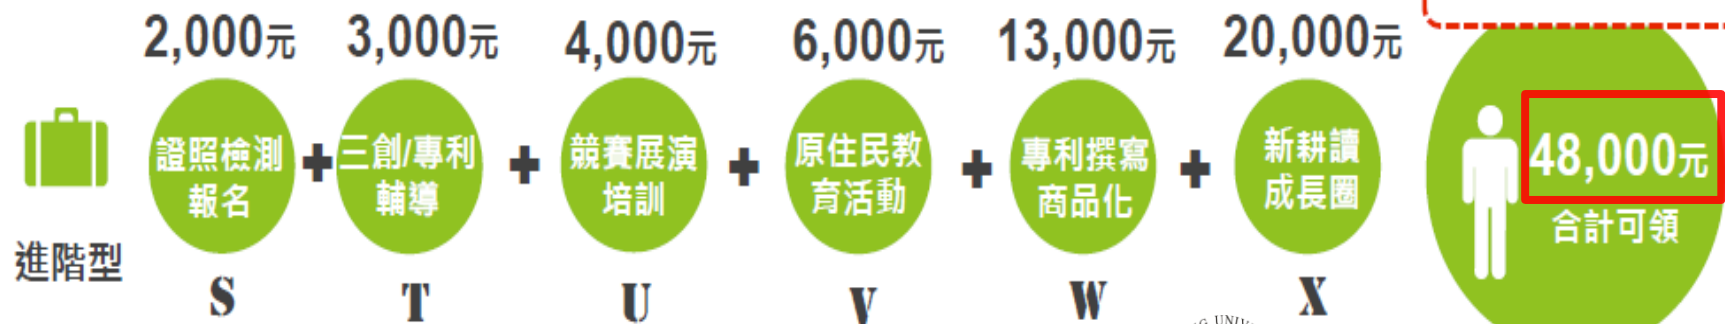 2,000元
3,000元
4,000元
6,000元
13,000元
20,000元
證照檢測
報名
+
三創/專利
輔導
+
競賽展演
培訓
+
原住民教
育活動
+
專利撰寫
商品化
+
新耕讀
成長圈
48,000元
合計可領
進階型
S
T
U
V
W
X